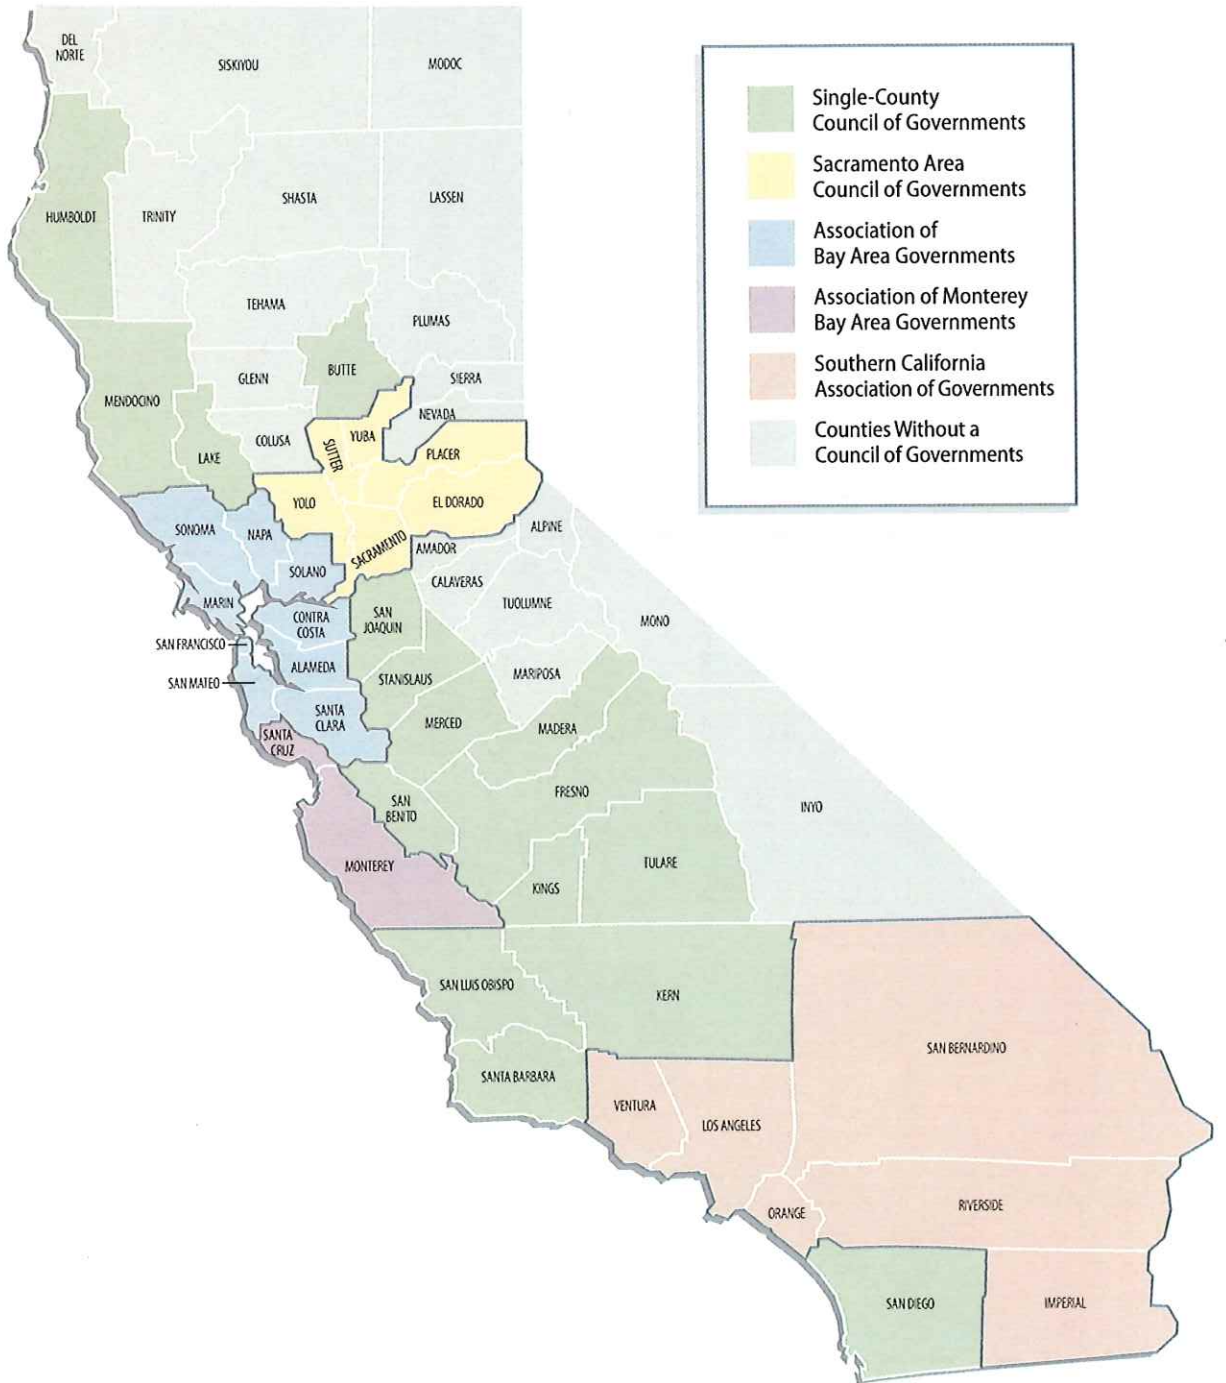 DEL
NORTE
SISKIYOU
MODOC
HUMBOLDT
TRINITY
SHASTA
LASSEN
TEHAMA
PLUMAS
MENDOCINO
GLENN
BUTTE
SIERRA
LAKE
COLUSA
SUTTER
YUBA
NEVADA
PLACER
YOLO
EL DORADO
SONOMA
NAPA
SOLANO
SACRAMENTO
AMADOR
ALPINE
MARIN
CONTRA
COSTA
SAN
JOAQUIN
CALAVERAS
TUOLUMNE
MONO
SAN FRANCISCO
ALAMEDA
STANISLAUS
MARIPOSA
SAN MATEO
SANTA
CLARA
MERCED
MADERA
SANTA
CRUZ
SAN
BENITO
FRESNO
INYO
MONTEREY
KINGS
TULARE
SAN LUIS OBISPO
KERN
SAN BERNARDINO
SANTA BARBARA
VENTURA
LOS ANGELES
ORANGE
RIVERSIDE
SAN DIEGO
IMPERIAL
Single-County
Council of Governments
Sacramento Area
Council of Governments
Association of
Bay Area Governments
Association of Monterey
Bay Area Governments
Southern California
Association of Governments
Counties Without a
Council of Governments